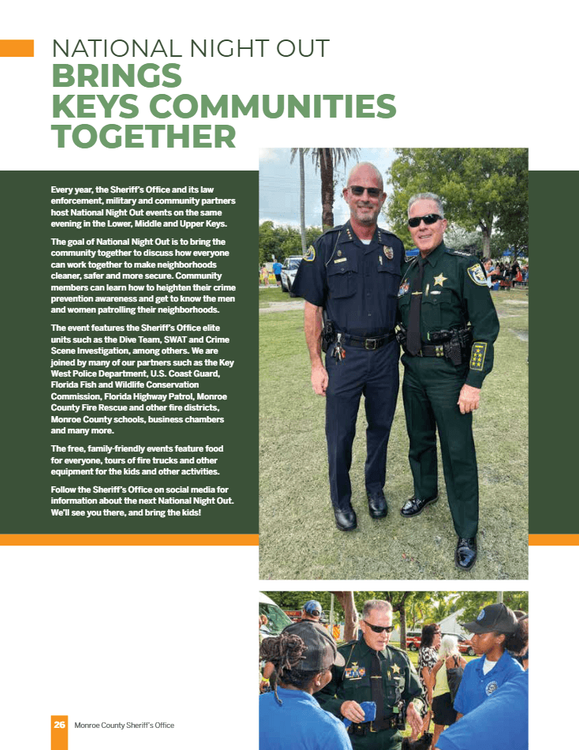 NATIONAL NIGHT OUT
BRINGS
KEYS COMMUNITIES
TOGETHER
Every year, the Sheriff's Office and its law
enforcement, military and community partners
host National Night Out events on the same
evening in the Lower, Middle and Upper Keys.
The goal of National Night Out is to bring the
community together to discuss how everyone
can work together to make neighborhoods
cleaner, safer and more secure. Community
members can learn how to heighten their crime
prevention awareness and get to know the men
and women patrolling their neighborhoods.
The event features the Sheriff's Office elite
units such as the Dive Team, SWAT and Crime
Scene Investigation, among others. We are
joined by many of our partners such as the Key
West Police Department, U.S. Coast Guard,
Florida Fish and Wildlife Conservation
Commission, Florida Highway Patrol, Monroe
County Fire Rescue and other fire districts,
Monroe County schools, business chambers
and many more.
The free, family-friendly events feature food
for everyone, tours of fire trucks and other
equipment for the kids and other activities.
Follow the Sheriff's Office on social media for
information about the next National Night Out.
We'll see you there, and bring the kids!
26 Monroe County Sheriff's Office